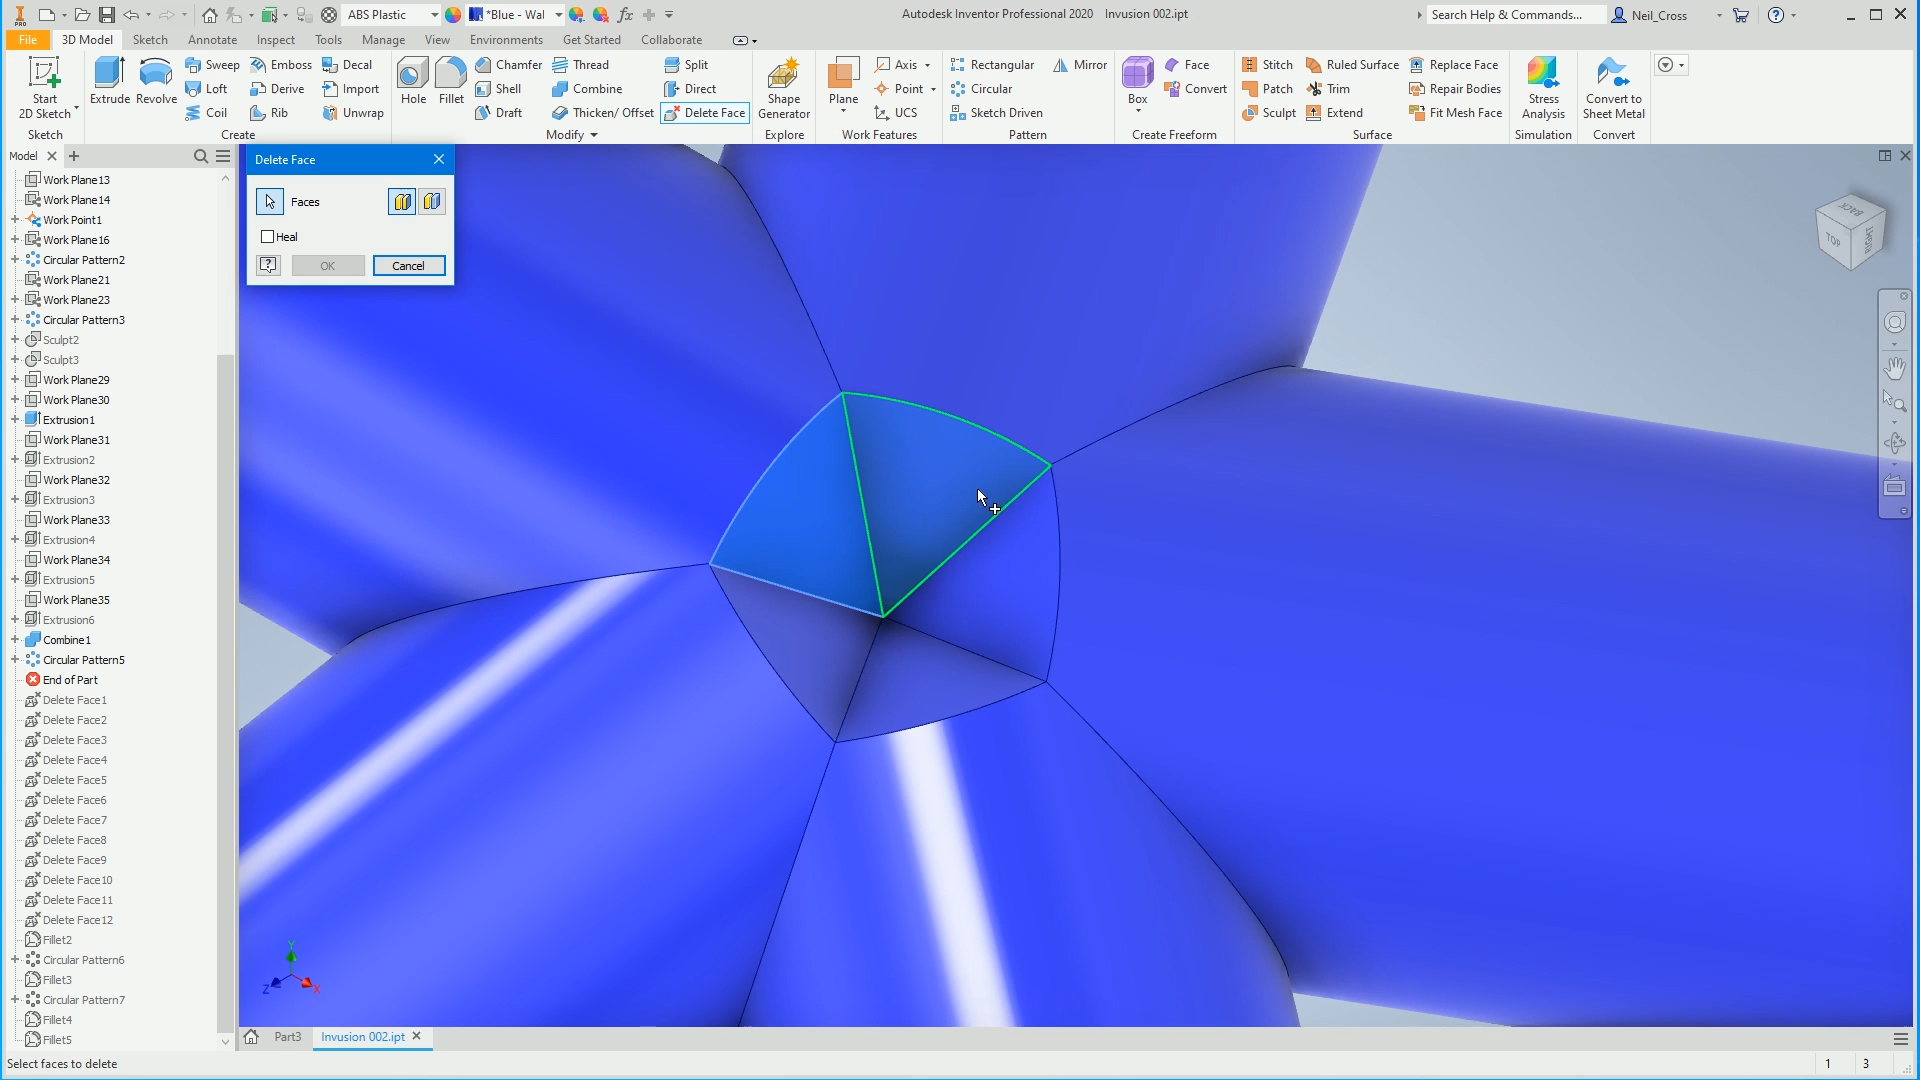 PRO ABS Plastic *Blue - Wal fx Autodesk Inventor Professional 2020 Invusion 002.ipt Search Help & Commands... Neil_Cross
File 3D Model Sketch Annotate Inspect Tools Manage View Environments Get Started Collaborate
Start 2D Sketch
Sketch
Extrude Revolve
Sweep Emboss Decal
Loft Derive Import
Coil Rib Unwrap
Create
Hole Fillet
Chamfer Thread Split
Shell Combine Direct
Draft Thicken/ Offset Delete Face
Modify
Shape Generator
Explore
Plane
Axis
Point
UCS
Work Features
Rectangular Mirror
Circular
Sketch Driven
Pattern
Box
Face
Convert
Create Freeform
Stitch Ruled Surface Replace Face
Patch Trim Repair Bodies
Sculpt Extend Fit Mesh Face
Surface
Stress Analysis
Simulation
Convert to Sheet Metal
Convert
Model
Work Plane13
Work Plane14
Work Point1
Work Plane16
Circular Pattern2
Work Plane21
Work Plane23
Circular Pattern3
Sculpt2
Sculpt3
Work Plane29
Work Plane30
Extrusion1
Work Plane31
Extrusion2
Work Plane32
Extrusion3
Work Plane33
Extrusion4
Work Plane34
Extrusion5
Work Plane35
Extrusion6
Combine1
Circular Pattern5
End of Part
Delete Face1
Delete Face2
Delete Face3
Delete Face4
Delete Face5
Delete Face6
Delete Face7
Delete Face8
Delete Face9
Delete Face10
Delete Face11
Delete Face12
Fillet2
Circular Pattern6
Fillet3
Circular Pattern7
Fillet4
Fillet5
Delete Face
Faces
Heal
OK Cancel
BACK
TOP
Y
Z X
Part3 Invusion 002.ipt
Select faces to delete 1 3